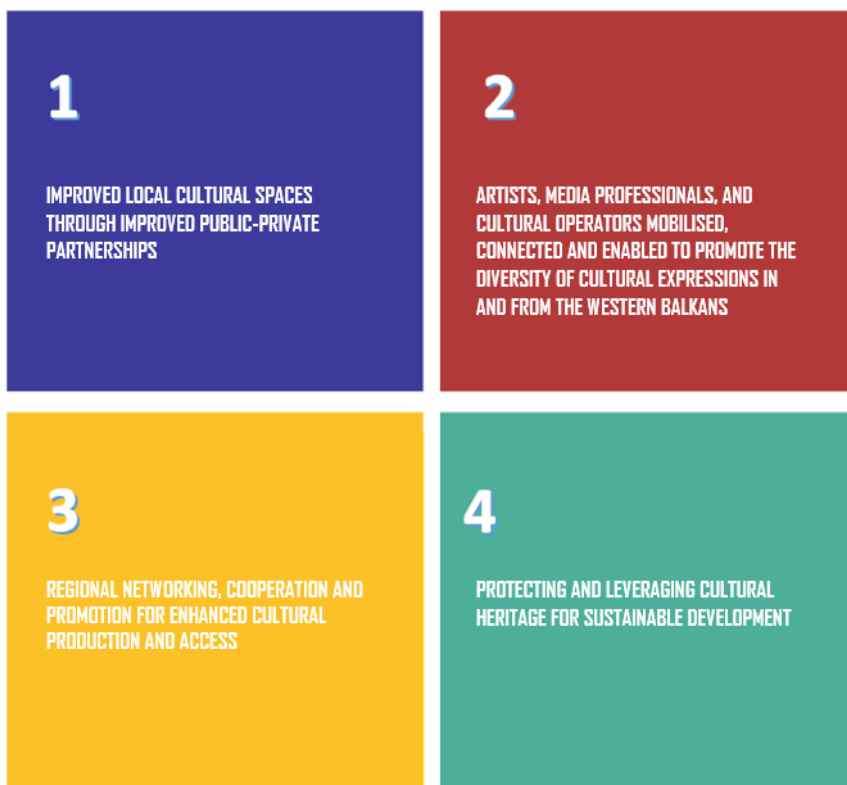 1
IMPROVED LOCAL CULTURAL SPACES
THROUGH IMPROVED PUBLIC-PRIVATE
PARTNERSHIPS
2
ARTISTS, MEDIA PROFESSIONALS, AND
CULTURAL OPERATORS MOBILISED,
CONNECTED AND ENABLED TO PROMOTE THE
DIVERSITY OF CULTURAL EXPRESSIONS IN
AND FROM THE WESTERN BALKANS
3
REGIONAL NETWORKING, COOPERATION AND
PROMOTION FOR ENHANCED CULTURAL
PRODUCTION AND ACCESS
4
PROTECTING AND LEVERAGING CULTURAL
HERITAGE FOR SUSTAINABLE DEVELOPMENT